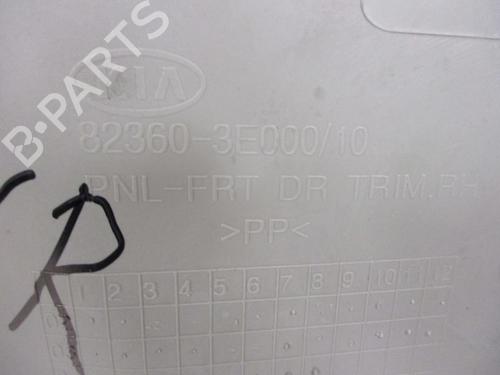 B-PARTS
KIA
82360-3E000/10
PNL-FRT DR TRIM.RH
>PP<
1 2 3 4 5 6 7 8 9 10 11 12